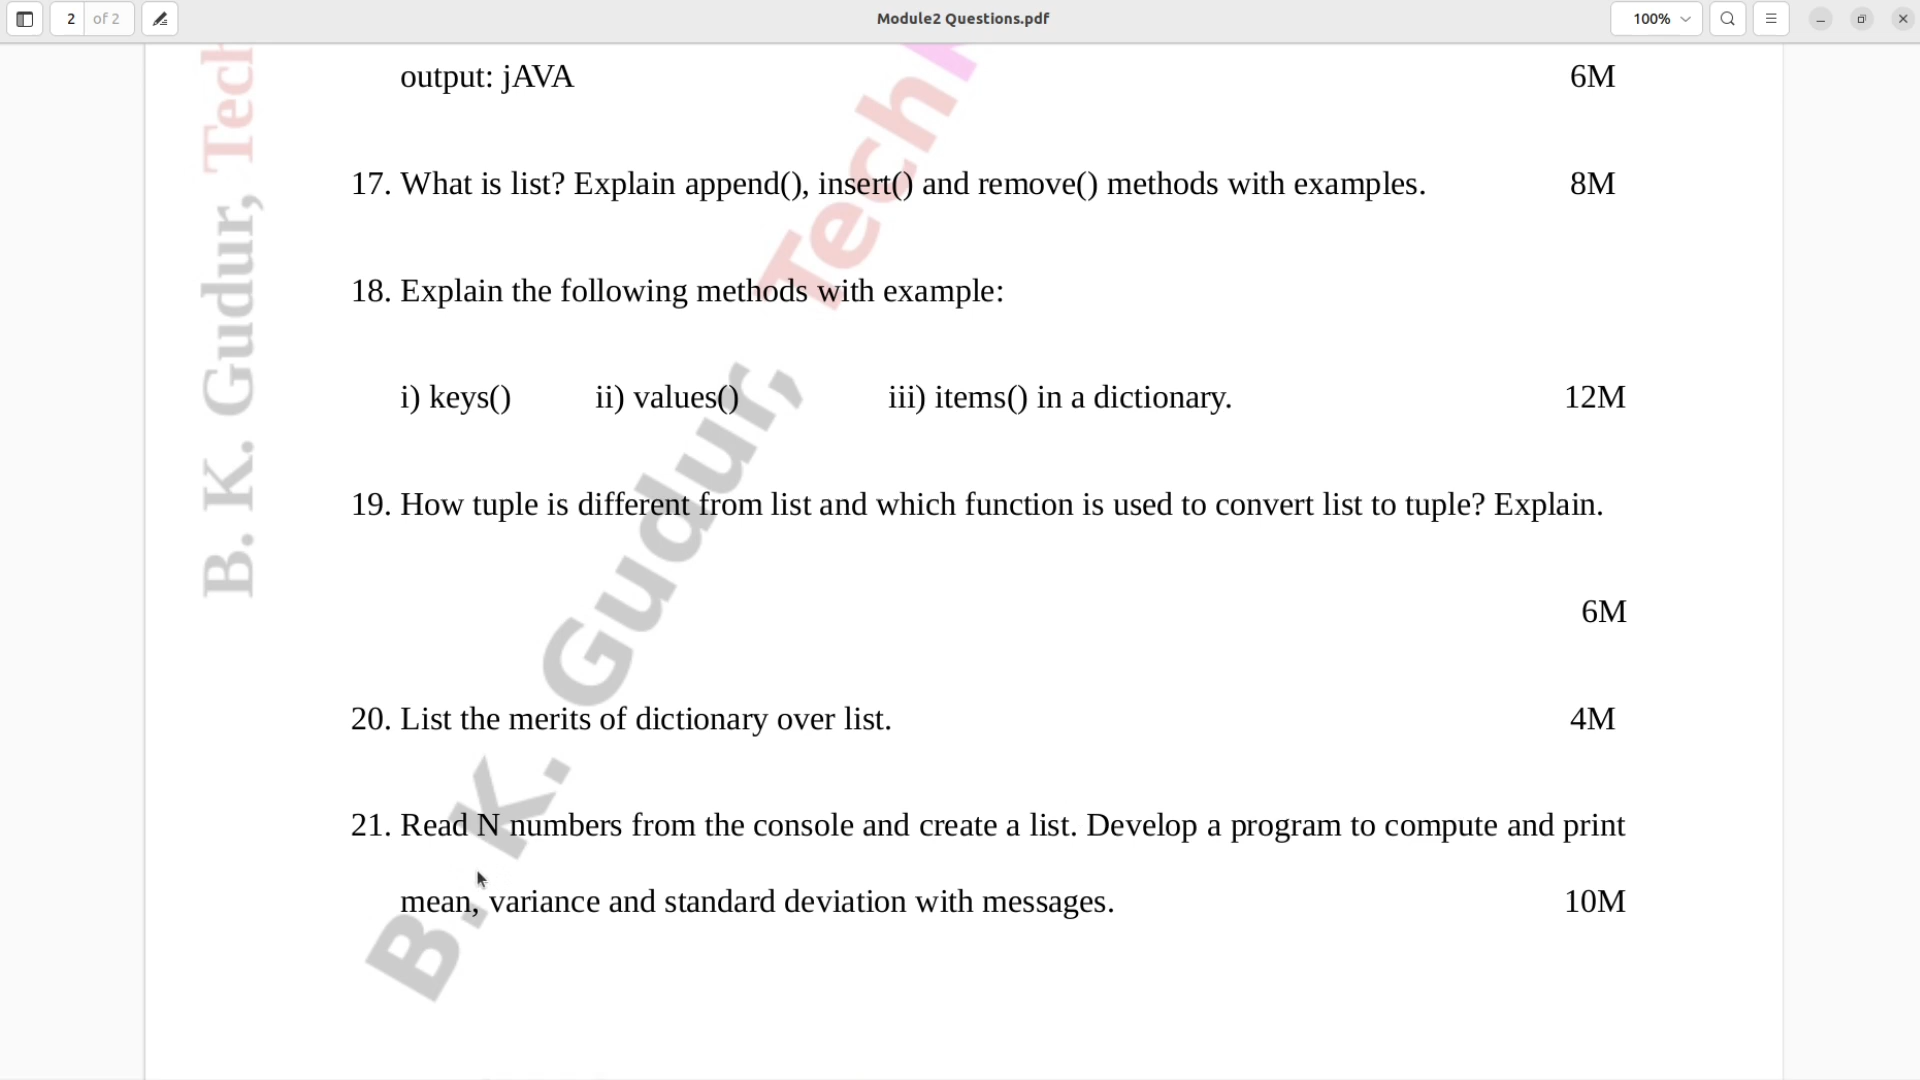 2 of 2
Module2 Questions.pdf
100%
output: jAVA 6M
17. What is list? Explain append(), insert() and remove() methods with examples. 8M
18. Explain the following methods with example:
i) keys() ii) values() iii) items() in a dictionary. 12M
19. How tuple is different from list and which function is used to convert list to tuple? Explain.
6M
20. List the merits of dictionary over list. 4M
21. Read N numbers from the console and create a list. Develop a program to compute and print
mean, variance and standard deviation with messages. 10M
B. K. Gudur, Tech
B. K. Gudur, Tech